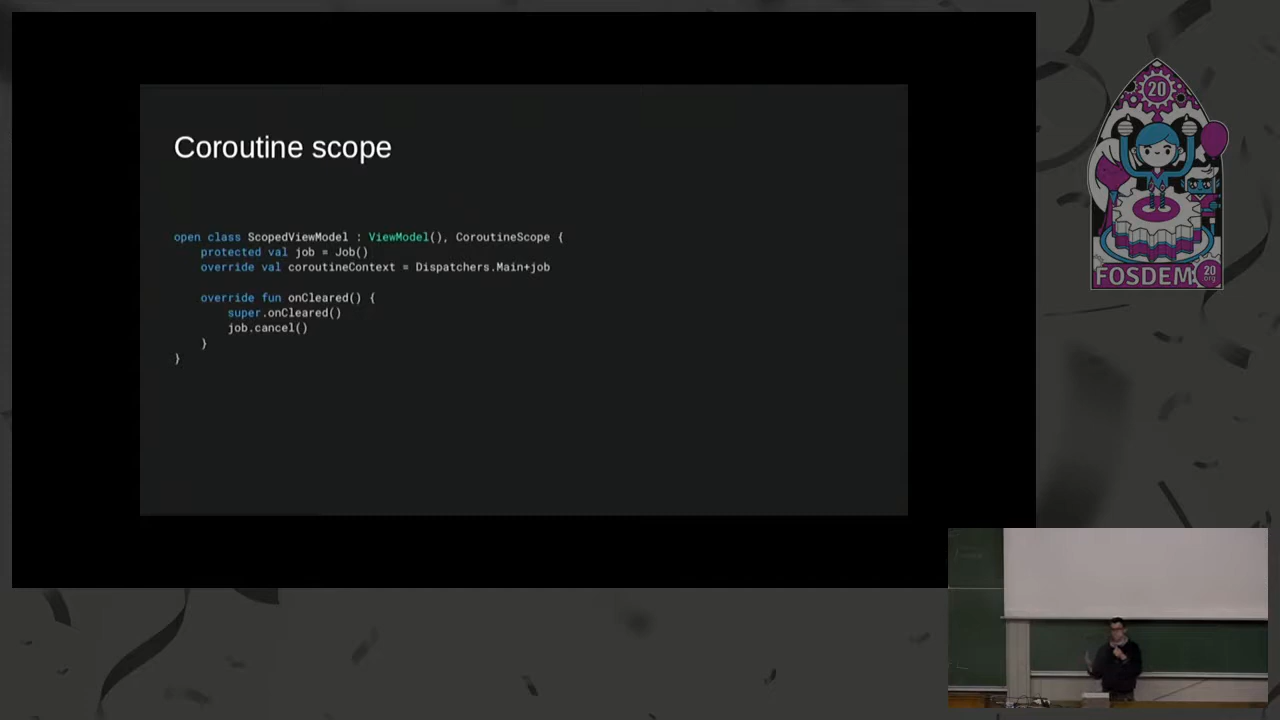 Coroutine scope
open class ScopedViewModel : ViewModel(), CoroutineScope {
protected val job = Job()
override val coroutineContext = Dispatchers.Main+job
override fun onCleared() {
super.onCleared()
job.cancel()
}
}
20
FOSDEM
20
org